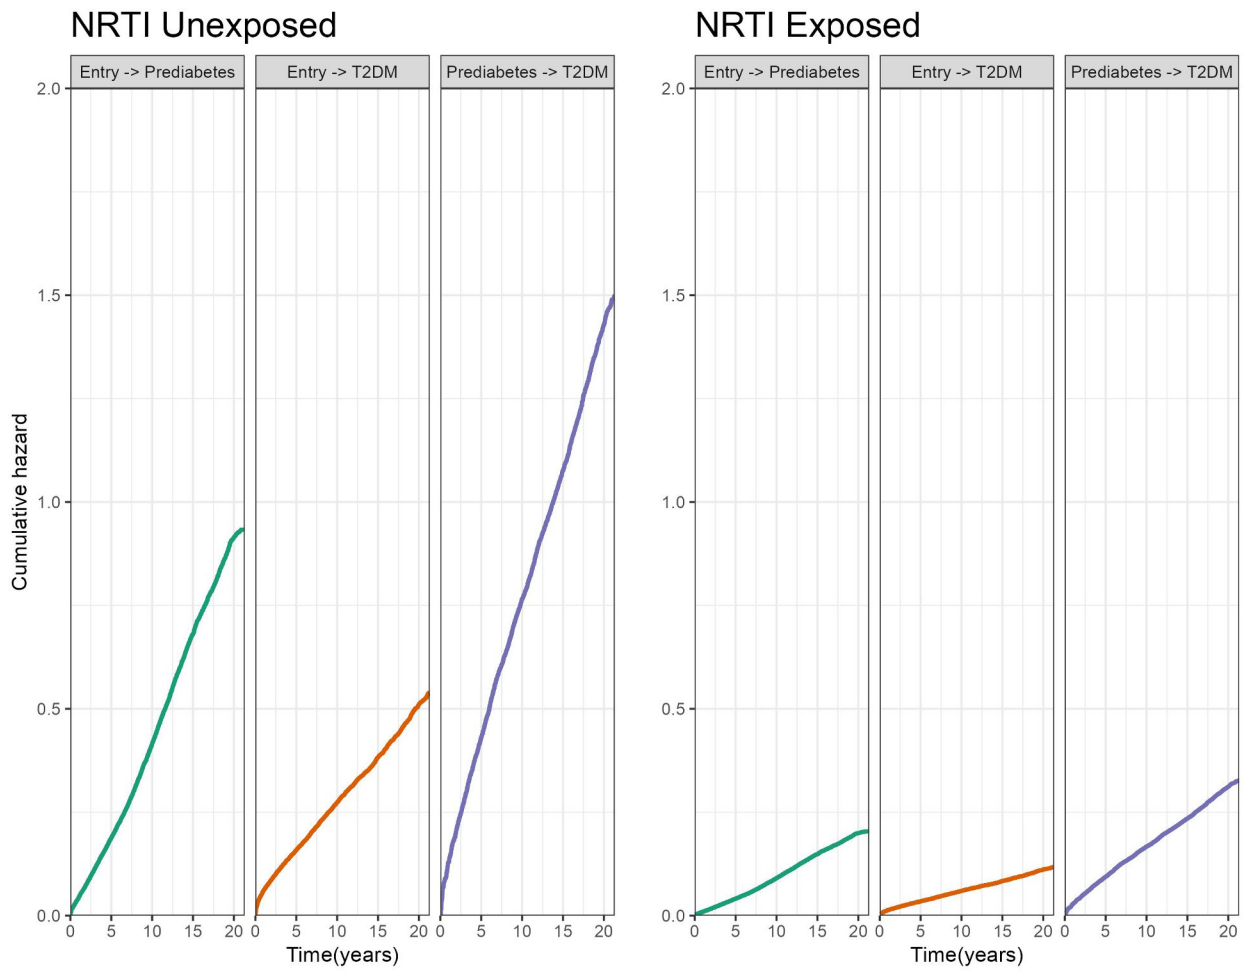 NRTI Unexposed
NRTI Exposed
Entry -> Prediabetes
Entry -> T2DM
Prediabetes -> T2DM
Entry -> Prediabetes
Entry -> T2DM
Prediabetes -> T2DM
Cumulative hazard
2.0
1.5
1.0
0.5
0.0
2.0
1.5
1.0
0.5
0.0
0 5 10 15 20
0 5 10 15 20
0 5 10 15 20
0 5 10 15 20
0 5 10 15 20
0 5 10 15 20
Time(years)
Time(years)